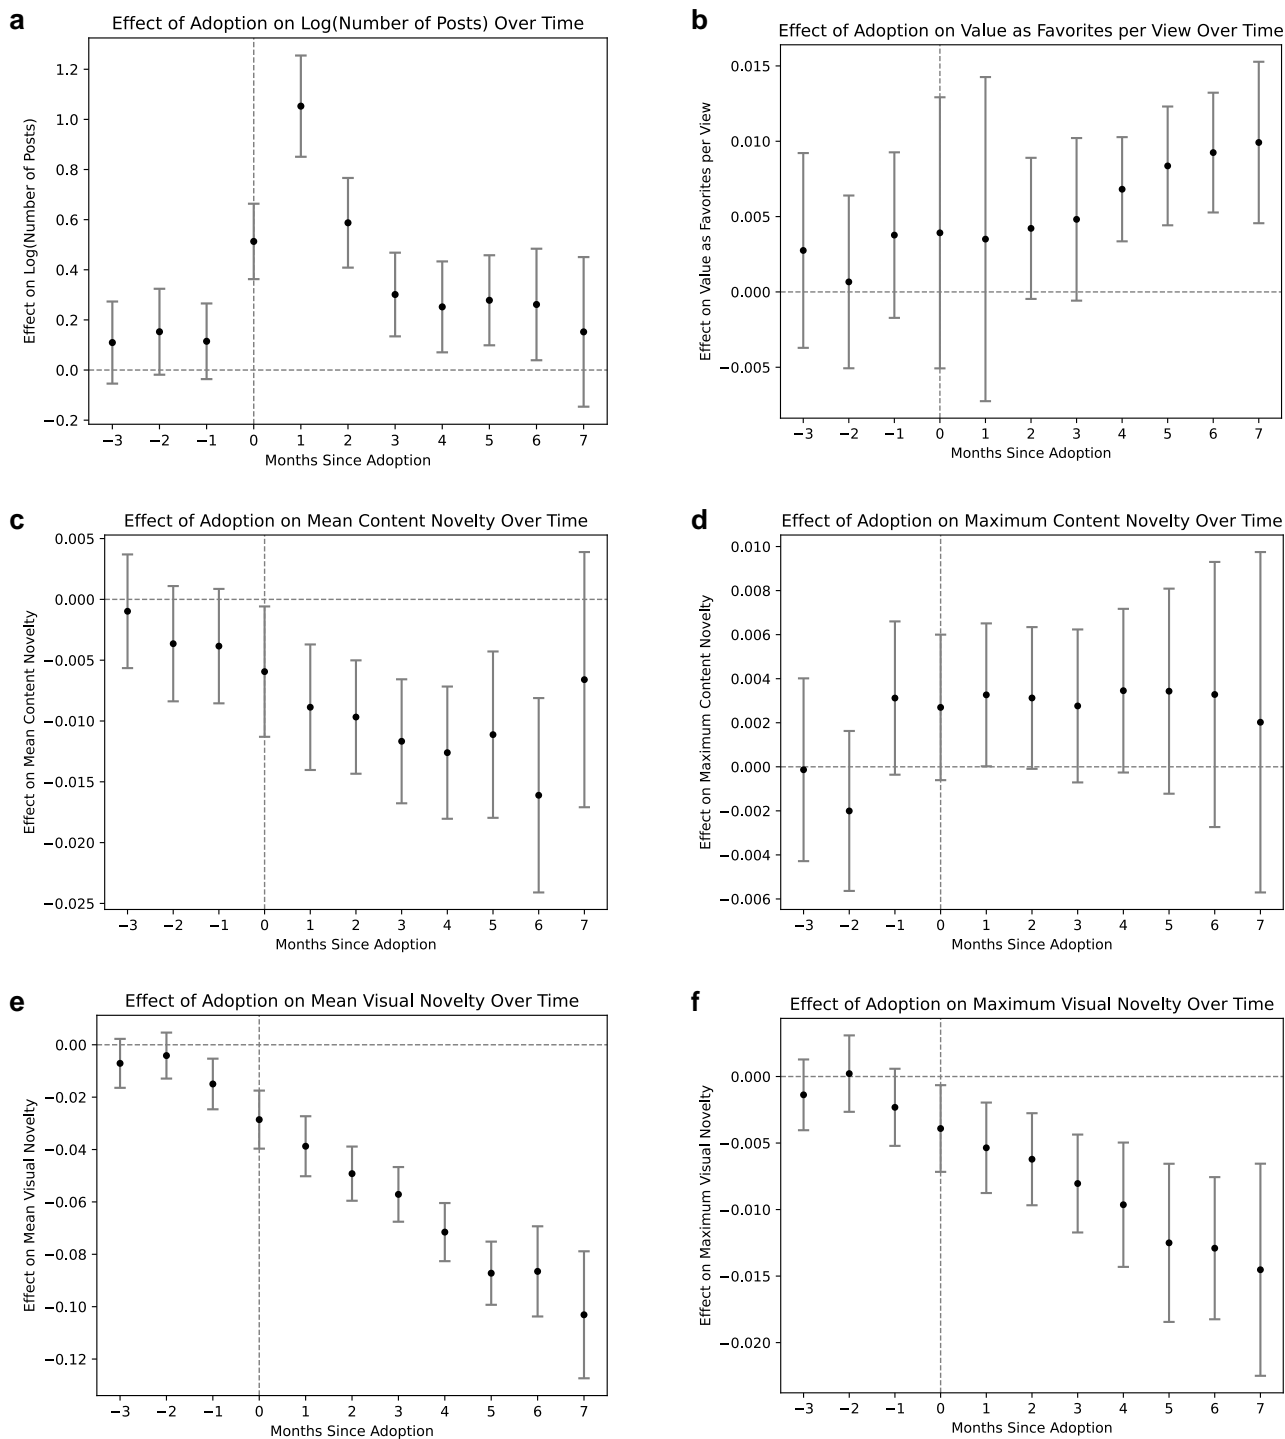 a
Effect of Adoption on Log(Number of Posts) Over Time
Effect on Log(Number of Posts)
1.2
1.0
0.8
0.6
0.4
0.2
0.0
−0.2
−3 −2 −1 0 1 2 3 4 5 6 7
Months Since Adoption
b
Effect of Adoption on Value as Favorites per View Over Time
Effect on Value as Favorites per View
0.015
0.010
0.005
0.000
−0.005
−3 −2 −1 0 1 2 3 4 5 6 7
Months Since Adoption
c
Effect of Adoption on Mean Content Novelty Over Time
Effect on Mean Content Novelty
0.005
0.000
−0.005
−0.010
−0.015
−0.020
−0.025
−3 −2 −1 0 1 2 3 4 5 6 7
Months Since Adoption
d
Effect of Adoption on Maximum Content Novelty Over Time
Effect on Maximum Content Novelty
0.010
0.008
0.006
0.004
0.002
0.000
−0.002
−0.004
−0.006
−3 −2 −1 0 1 2 3 4 5 6 7
Months Since Adoption
e
Effect of Adoption on Mean Visual Novelty Over Time
Effect on Mean Visual Novelty
0.00
−0.02
−0.04
−0.06
−0.08
−0.10
−0.12
−3 −2 −1 0 1 2 3 4 5 6 7
Months Since Adoption
f
Effect of Adoption on Maximum Visual Novelty Over Time
Effect on Maximum Visual Novelty
0.000
−0.005
−0.010
−0.015
−0.020
−3 −2 −1 0 1 2 3 4 5 6 7
Months Since Adoption